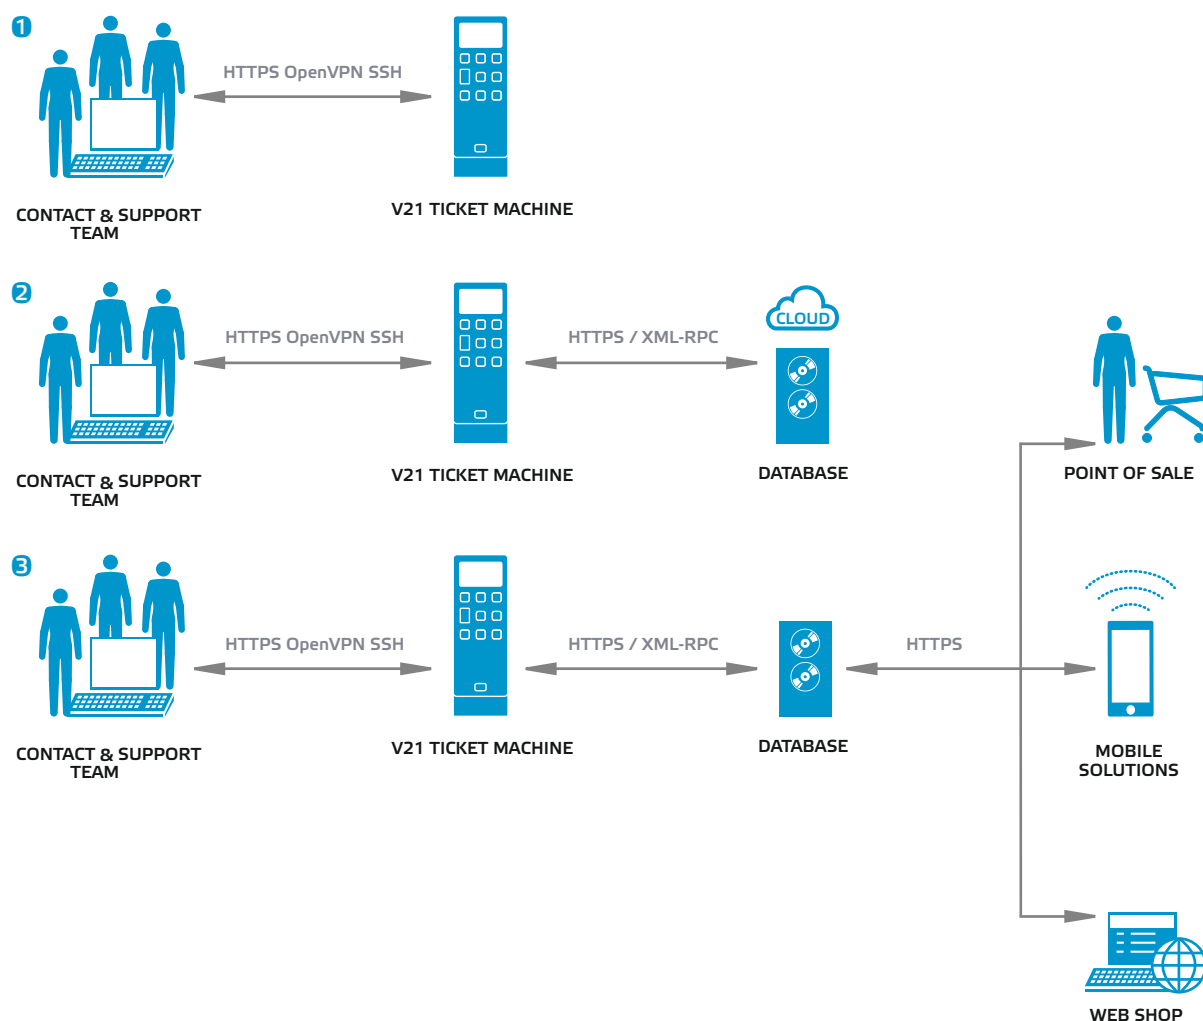 1
HTTPS OpenVPN SSH
CONTACT & SUPPORT
TEAM
V21 TICKET MACHINE
2
HTTPS OpenVPN SSH
HTTPS / XML-RPC
CLOUD
CONTACT & SUPPORT
TEAM
V21 TICKET MACHINE
DATABASE
POINT OF SALE
3
HTTPS OpenVPN SSH
HTTPS / XML-RPC
HTTPS
CONTACT & SUPPORT
TEAM
V21 TICKET MACHINE
DATABASE
MOBILE
SOLUTIONS
WEB SHOP